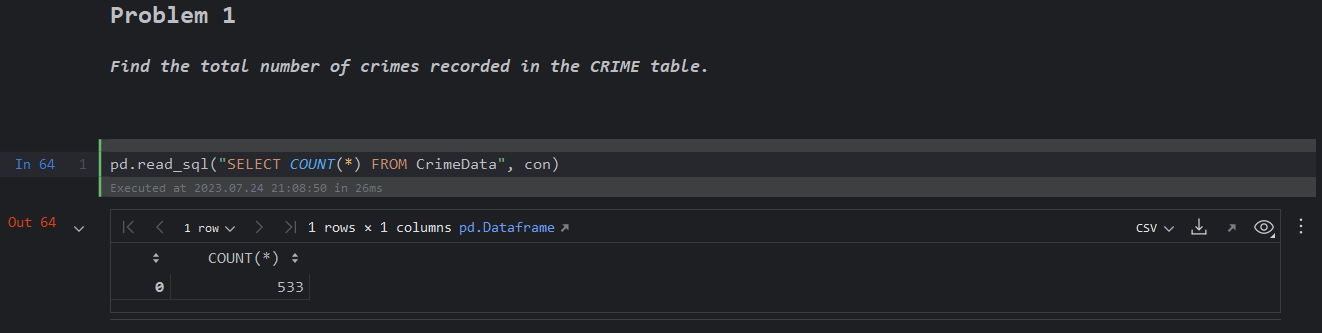 Problem 1
Find the total number of crimes recorded in the CRIME table.
In 64 1 pd.read_sql("SELECT COUNT(*) FROM CrimeData", con)
Executed at 2023.07.24 21:08:50 in 26ms
Out 64 1 row 1 rows × 1 columns pd.Dataframe CSV
COUNT(*)
0 533